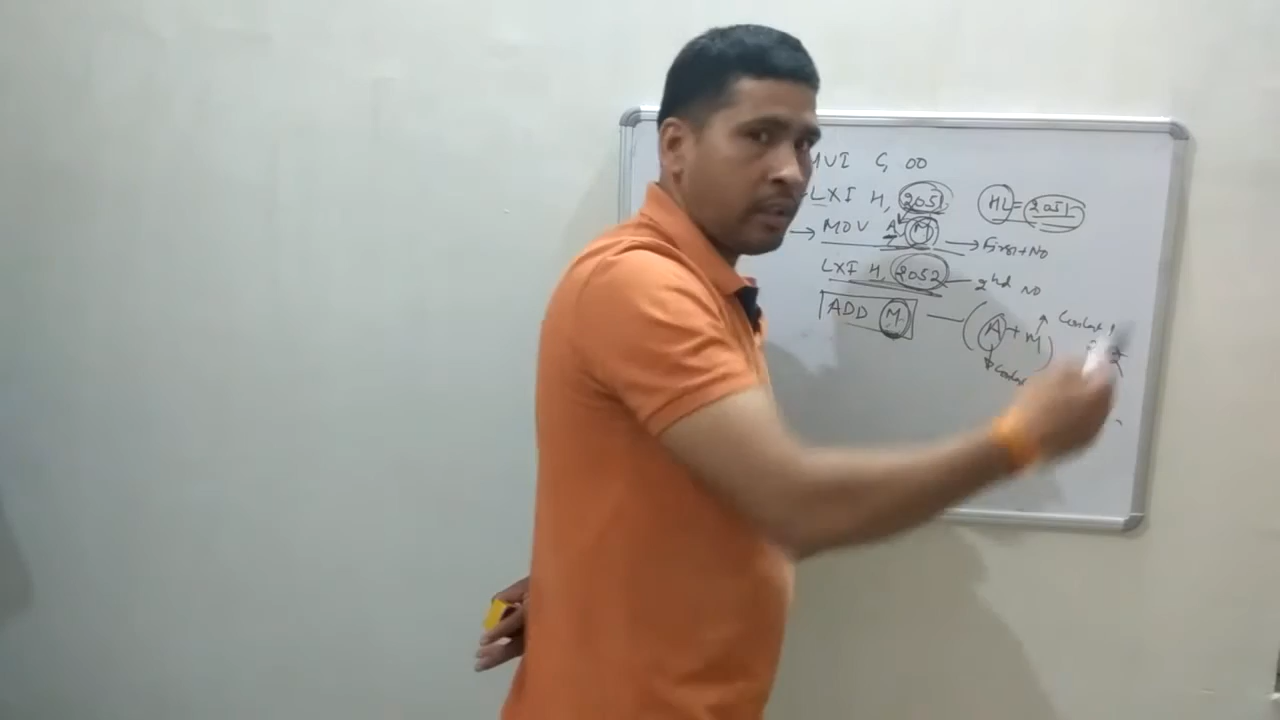 MVI C, 00
LXI H, 2051 HL = 2051
→ MOV A, M → First No
LXI H, 2052 — 2nd No
ADD M — (A + M)